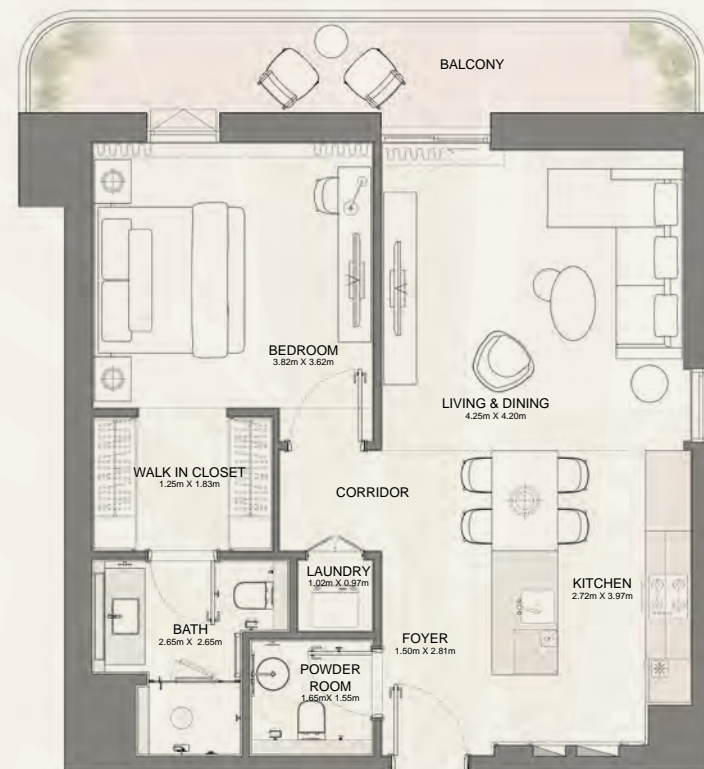 BALCONY
BEDROOM
3.82m X 3.62m
LIVING & DINING
4.25m X 4.20m
WALK IN CLOSET
1.25m X 1.83m
CORRIDOR
LAUNDRY
1.02m X 0.97m
KITCHEN
2.72m X 3.97m
BATH
2.65m X 2.65m
FOYER
1.50m X 2.81m
POWDER
ROOM
1.65mX 1.55m